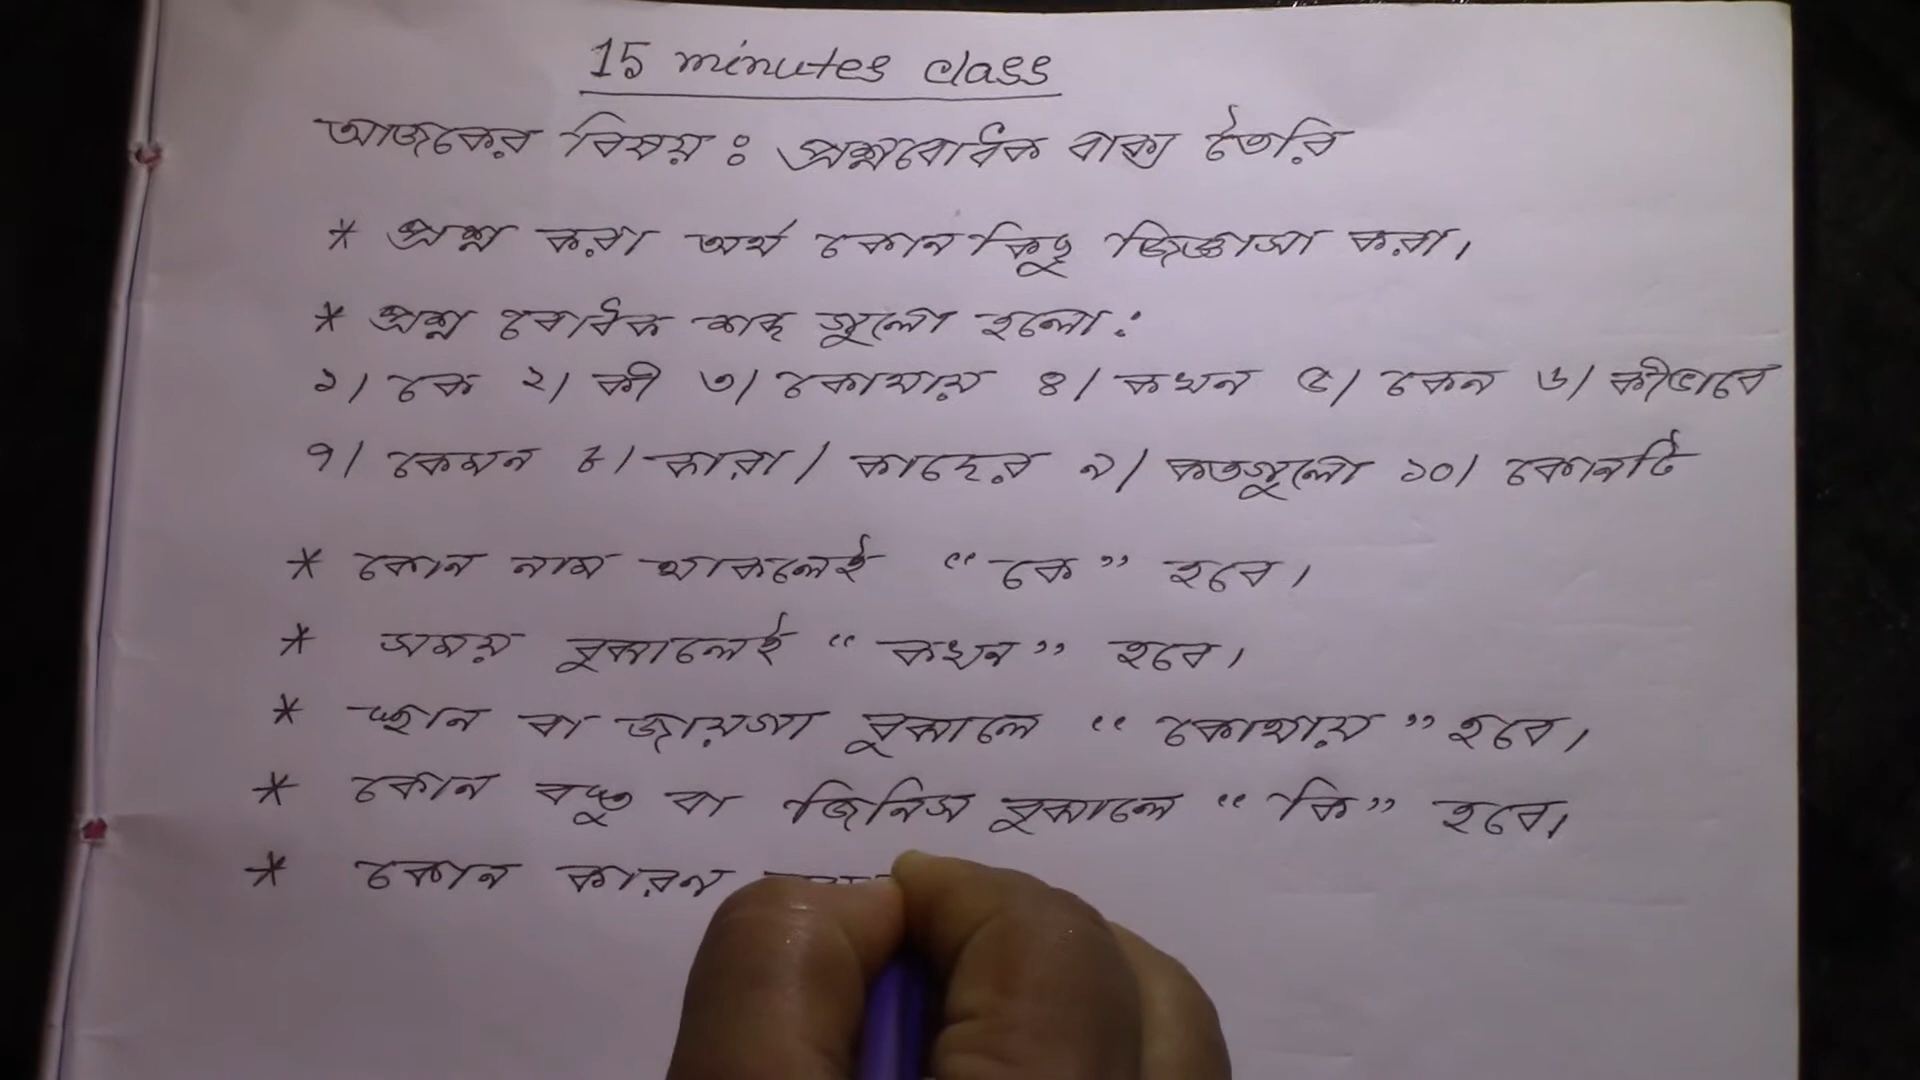 15 minutes class
আজকের বিষয় : প্রশ্নবোধক বাক্য তৈরি
* প্রশ্ন করা অর্থ কোন কিছু জিজ্ঞাসা করা।
* প্রশ্ন বোধক শব্দ গুলো হলো :
১/ কে ২/ কী ৩/ কোথায় ৪/ কখন ৫/ কেন ৬/ কীভাবে
৭/ কেমন ৮/ কারা / কাদের ৯/ কতগুলো ১০/ কোনটি
* কোন নাম থাকলেই “ কে ” হবে।
* সময় বুঝালেই “ কখন ” হবে।
* স্থান বা জায়গা বুঝালে “ কোথায় ” হবে।
* কোন বস্তু বা জিনিস বুঝালে “ কি ” হবে।
* কোন কারন